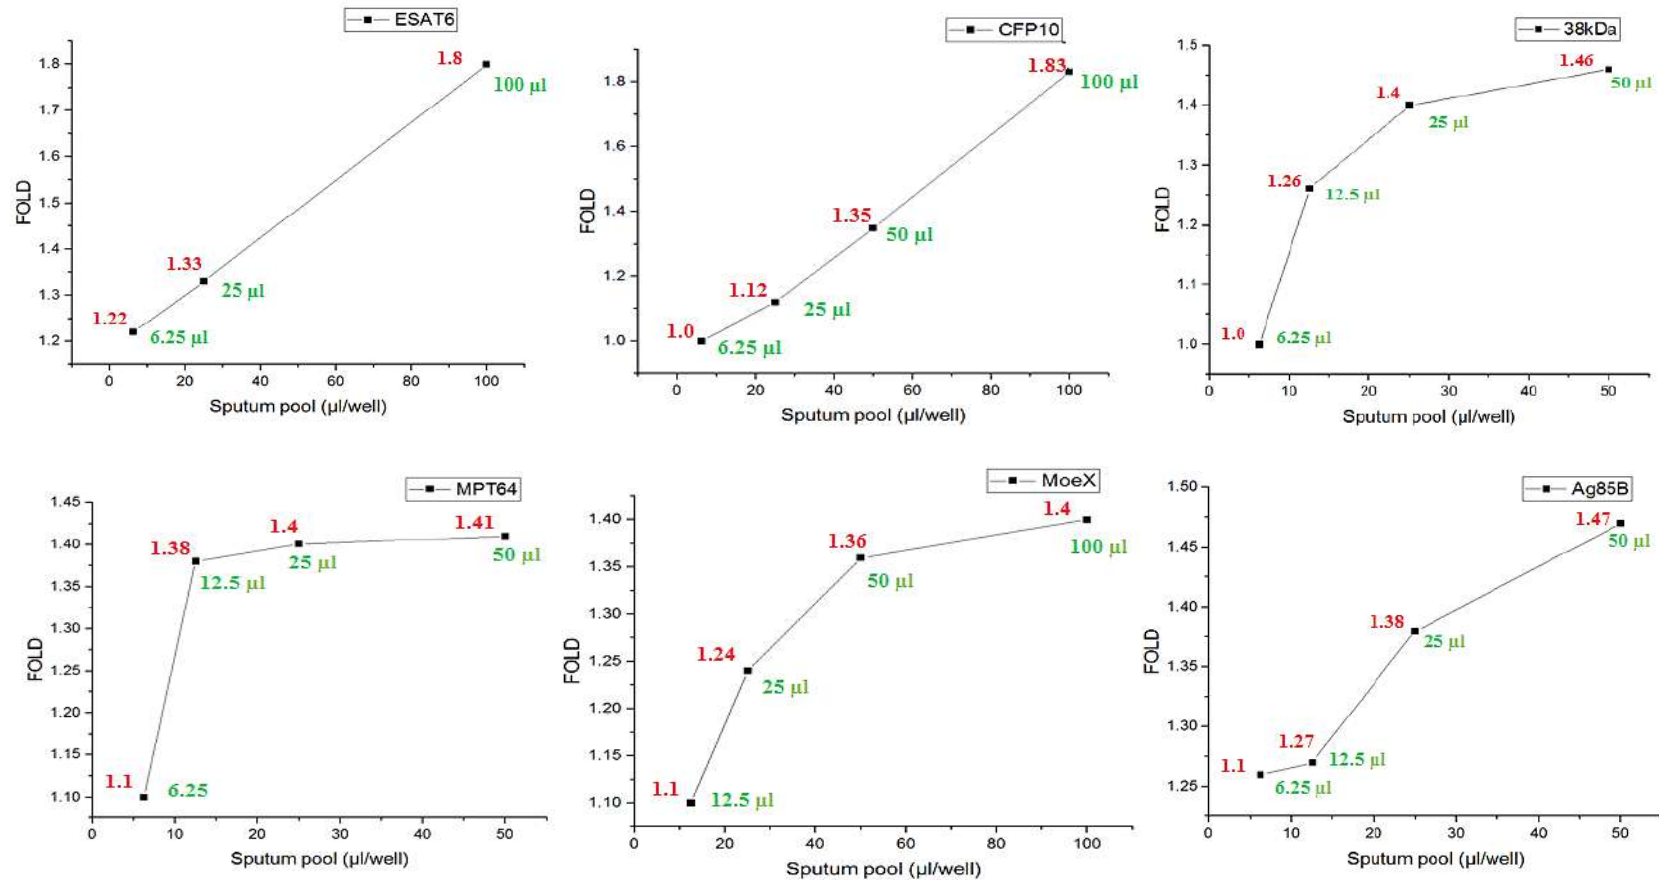 ESAT6
1.8
1.7
1.6
1.5
1.4
1.3
1.2
FOLD
1.8
100 µl
1.33
25 µl
1.22
6.25 µl
0 20 40 60 80 100
Sputum pool (µl/well)
CFP10
1.8
1.6
1.4
1.2
1.0
FOLD
1.83
100 µl
1.35
50 µl
1.12
25 µl
1.0
6.25 µl
0 20 40 60 80 100
Sputum pool (µl/well)
38kDa
1.5
1.4
1.3
1.2
1.1
1.0
FOLD
1.46
50 µl
1.4
25 µl
1.26
12.5 µl
1.0
6.25 µl
0 10 20 30 40 50
Sputum pool (µl/well)
MPT64
1.45
1.40
1.35
1.30
1.25
1.20
1.15
1.10
FOLD
1.41
50 µl
1.4
25 µl
1.38
12.5 µl
1.1
6.25
0 10 20 30 40 50
Sputum pool (µl/well)
MoeX
1.40
1.35
1.30
1.25
1.20
1.15
1.10
FOLD
1.4
100 µl
1.36
50 µl
1.24
25 µl
1.1
12.5 µl
0 20 40 60 80 100
Sputum pool (µl/well)
Ag85B
1.50
1.45
1.40
1.35
1.30
1.25
FOLD
1.47
50 µl
1.38
25 µl
1.27
12.5 µl
1.1
6.25 µl
0 10 20 30 40 50
Sputum pool (µl/well)